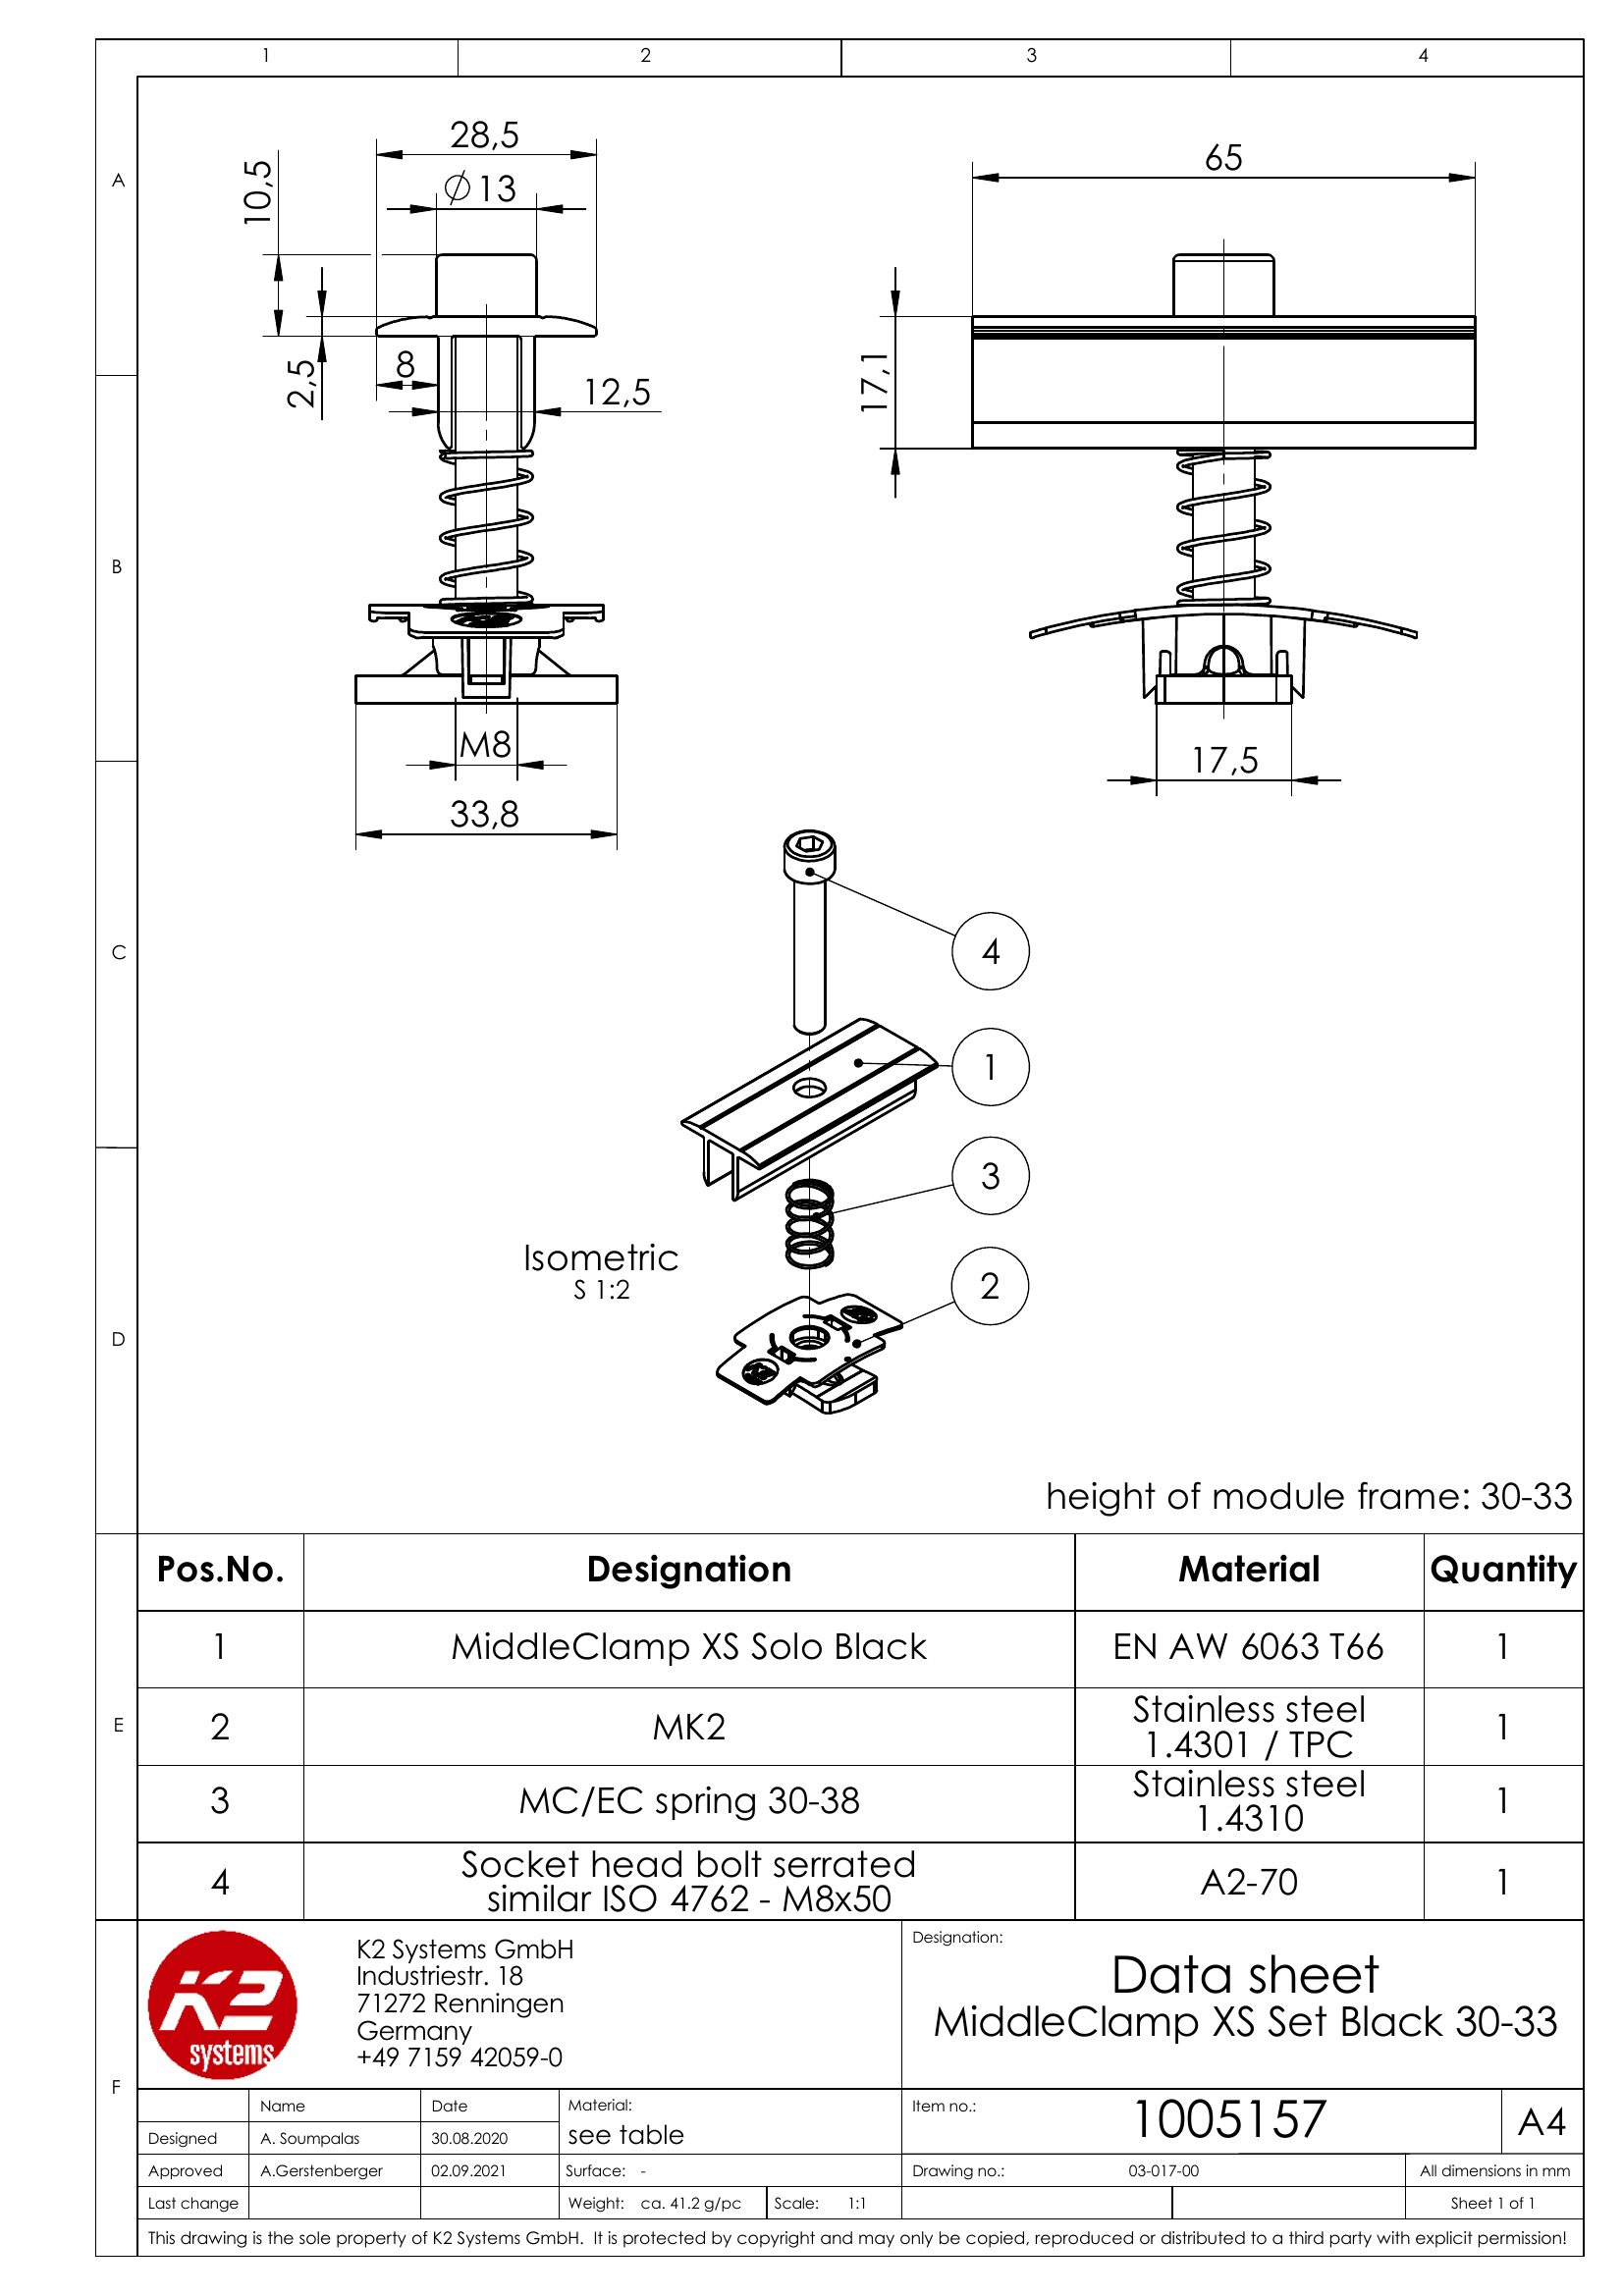 1 2 3 4
A
B
C
D
E
F
28,5
Ø13
10,5
2,5
8
12,5
M8
33,8
65
17,1
17,5
4
1
3
2
Isometric
S 1:2
height of module frame: 30-33
Pos.No. Designation Material Quantity
1 MiddleClamp XS Solo Black EN AW 6063 T66 1
2 MK2 Stainless steel 1.4301 / TPC 1
3 MC/EC spring 30-38 Stainless steel 1.4310 1
4 Socket head bolt serrated similar ISO 4762 - M8x50 A2-70 1
K2 systems
K2 Systems GmbH
Industriestr. 18
71272 Renningen
Germany
+49 7159 42059-0
Designation:
Data sheet
MiddleClamp XS Set Black 30-33
Name Date Material: see table
Item no.: 1005157 A4
Designed A. Soumpalas 30.08.2020
Approved A.Gerstenberger 02.09.2021 Surface: - Drawing no.: 03-017-00 All dimensions in mm
Last change Weight: ca. 41.2 g/pc Scale: 1:1 Sheet 1 of 1
This drawing is the sole property of K2 Systems GmbH. It is protected by copyright and may only be copied, reproduced or distributed to a third party with explicit permission!